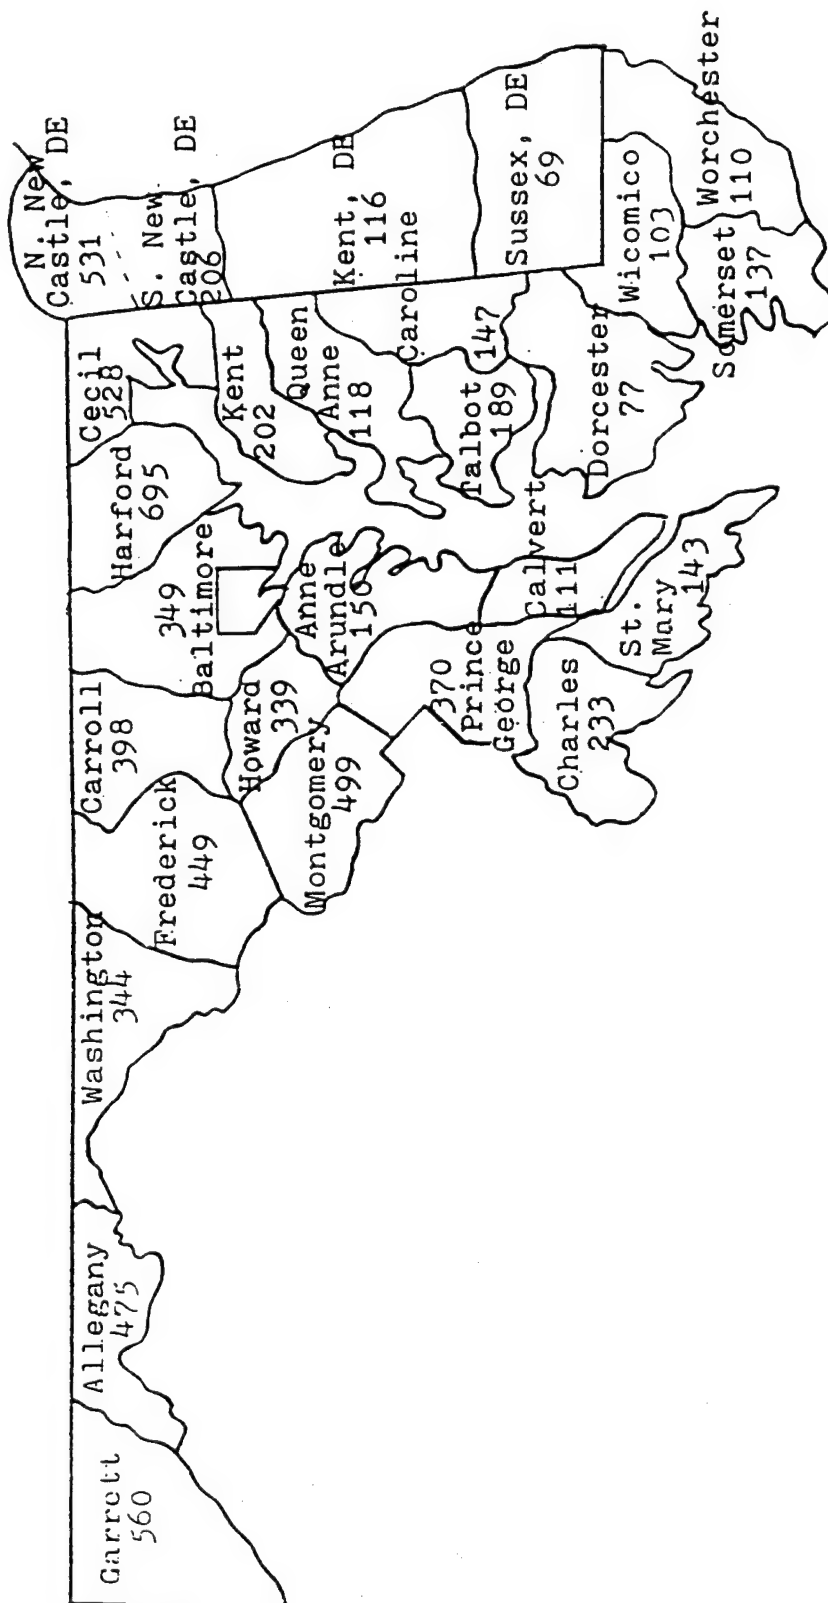 Garrett
560
Allegany
475
Washington
344
Frederick
449
Carroll
398
Montgomery
499
Howard
339
349
Baltimore
Harford
695
Cecil
528
N. New
Castle, DE
531
S. New
Castle, DE
206
Kent
202
Queen
Anne
118
Kent, DE
116
Caroline
147
Talbot
189
Anne
Arundle
150
370
Prince
George
Calvert
111
Charles
233
St.
Mary
143
Dorcester
77
Sussex, DE
69
Wicomico
103
Somerset
137
Worchester
110